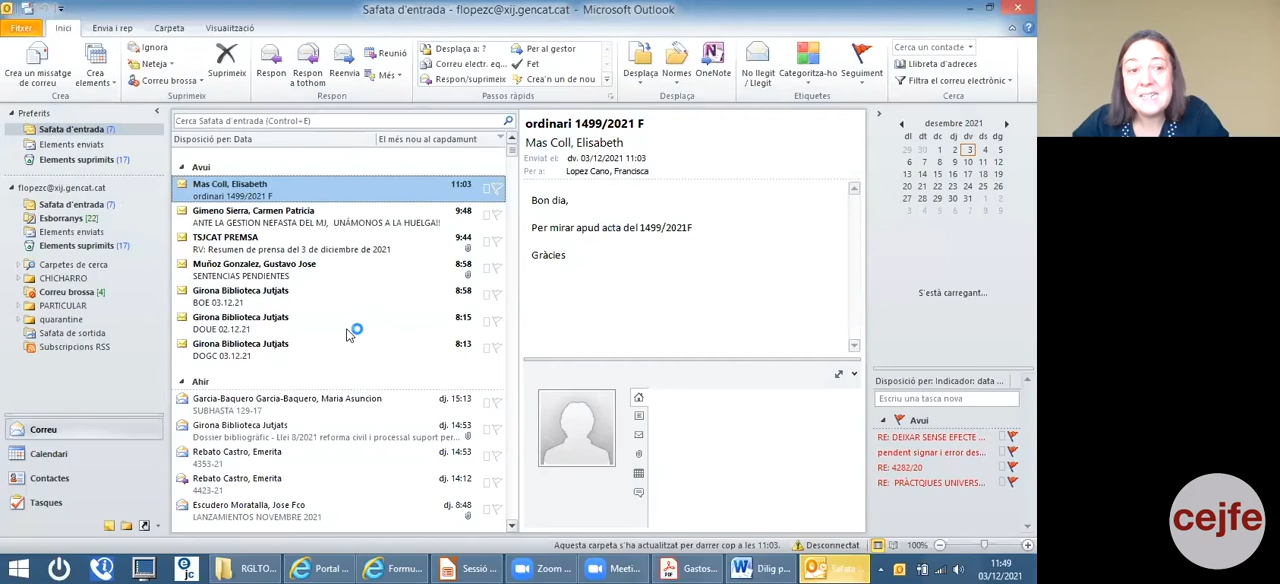 Safata d'entrada - flopezc@xij.gencat.cat - Microsoft Outlook
Fitxer
Inici
Envia i rep
Carpeta
Visualització
Crea un missatge de correu
Crea elements
Crea
Ignora
Neteja
Correu brossa
Suprimeix
Suprimeix
Respon
Respon a tothom
Reenvia
Reunió
Més
Respon
Desplaça a: ?
Correu electr. eq...
Respon/suprimeix
Per al gestor
Fet
Crea'n un de nou
Passos ràpids
Desplaça
Normes
OneNote
Desplaça
No llegit / Llegit
Categoritza-ho
Seguiment
Etiquetes
Cerca un contacte
Llibreta d'adreces
Filtra el correu electrònic
Cerca
Preferits
Safata d'entrada (7)
Elements enviats
Elements suprimits (17)
flopezc@xij.gencat.cat
Safata d'entrada (7)
Esborranys [22]
Elements enviats
Elements suprimits (17)
Carpetes de cerca
CHICHARRO
Correu brossa [4]
PARTICULAR
quarantine
Safata de sortida
Subscripcions RSS
Correu
Calendari
Contactes
Tasques
Cerca Safata d'entrada (Control+E)
Disposició per: Data
El més nou al capdamunt
Avui
Mas Coll, Elisabeth 11:03
ordinari 1499/2021 F
Gimeno Sierra, Carmen Patricia 9:48
ANTE LA GESTION NEFASTA DEL MJ, UNÁMONOS A LA HUELGA!!
TSJCAT PREMSA 9:44
RV: Resumen de prensa del 3 de diciembre de 2021
Muñoz Gonzalez, Gustavo Jose 8:58
SENTENCIAS PENDIENTES
Girona Biblioteca Jutjats 8:58
BOE 03.12.21
Girona Biblioteca Jutjats 8:15
DOUE 02.12.21
Girona Biblioteca Jutjats 8:13
DOGC 03.12.21
Ahir
Garcia-Baquero Garcia-Baquero, Maria Asuncion dj. 15:13
SUBHASTA 129-17
Girona Biblioteca Jutjats dj. 14:53
Dossier bibliogràfic - Llei 8/2021 reforma civil i processal suport per...
Rebato Castro, Emerita dj. 14:53
4353-21
Rebato Castro, Emerita dj. 14:12
4423-21
Escudero Moratalla, Jose Fco dj. 8:48
LANZAMIENTOS NOVEMBRE 2021
ordinari 1499/2021 F
Mas Coll, Elisabeth
Enviat el: dv. 03/12/2021 11:03
Per a: Lopez Cano, Francisca
Bon dia,
Per mirar apud acta del 1499/2021F
Gràcies
desembre 2021
dl dt dc dj dv ds dg
29 30 1 2 3 4 5
6 7 8 9 10 11 12
13 14 15 16 17 18 19
20 21 22 23 24 25 26
27 28 29 30 31 1 2
3 4 5 6 7 8 9
S'està carregant...
Disposició per: Indicador: data ...
Escriu una tasca nova
Avui
RE: DEIXAR SENSE EFECTE ...
pendent signar i error des...
RE: 4282/20
RE: PRÀCTQIUES UNIVERS...
Aquesta carpeta s'ha actualitzat per darrer cop a les 11:03.
Desconnectat
100%
RGLTO...
Portal ...
Formu...
Sessió ...
Zoom ...
Meeti...
Gastos...
Dilig p...
Safata ...
11:49
03/12/2021
cejfe